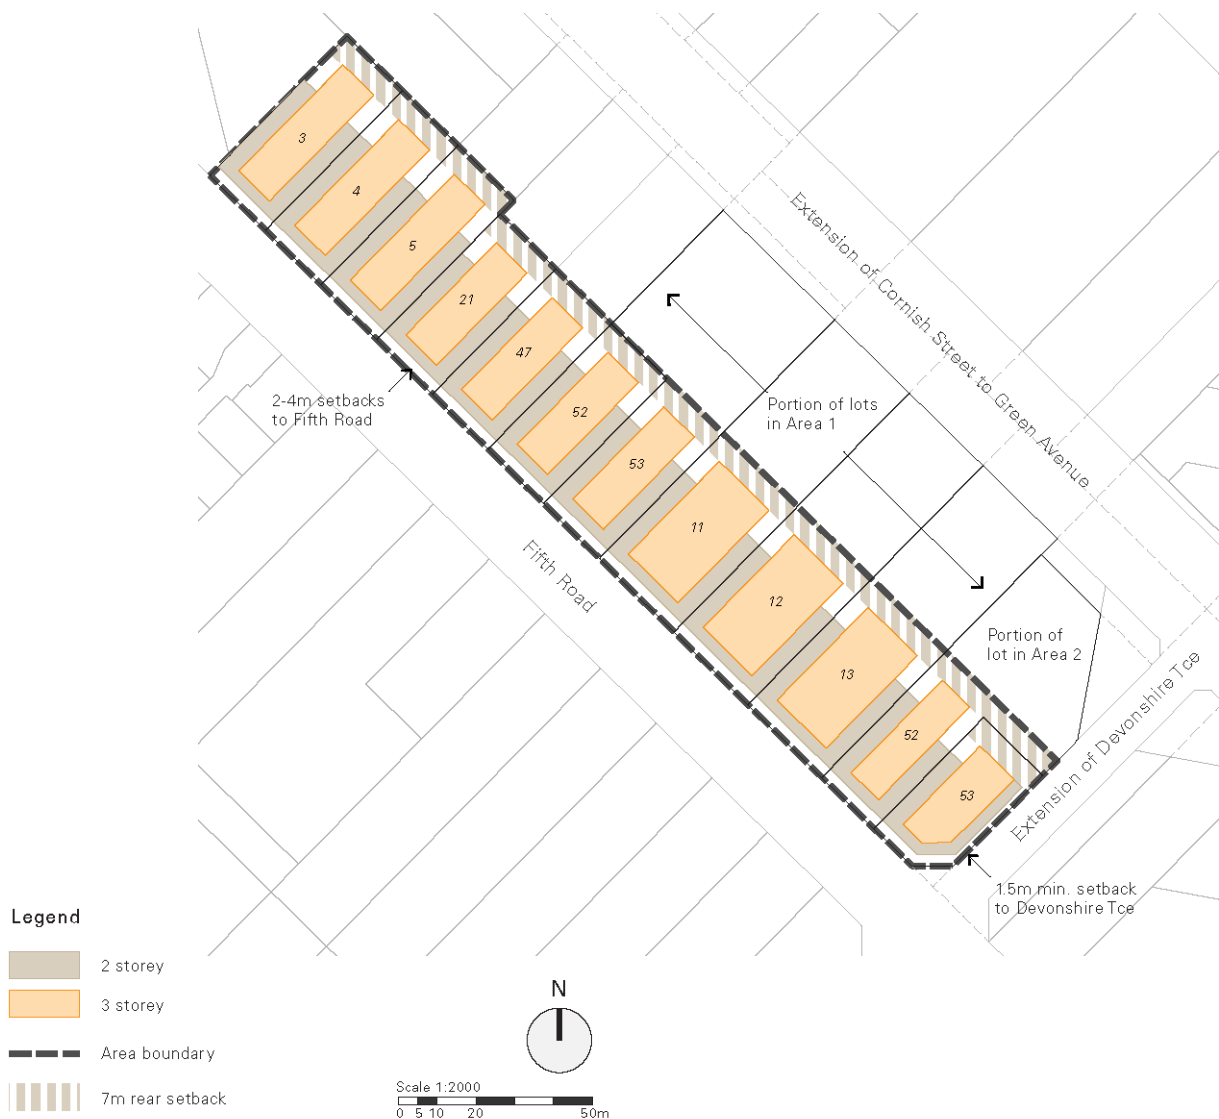 3
4
5
21
47
52
53
11
12
13
52
53
Extension of Cornish Street to Green Avenue
2-4m setbacks
to Fifth Road
Portion of lots
in Area 1
Fifth Road
Portion of
lot in Area 2
Extension of Devonshire Tce
1.5m min. setback
to Devonshire Tce
Legend
2 storey
3 storey
Area boundary
7m rear setback
N
Scale 1:2000
0 5 10 20 50m